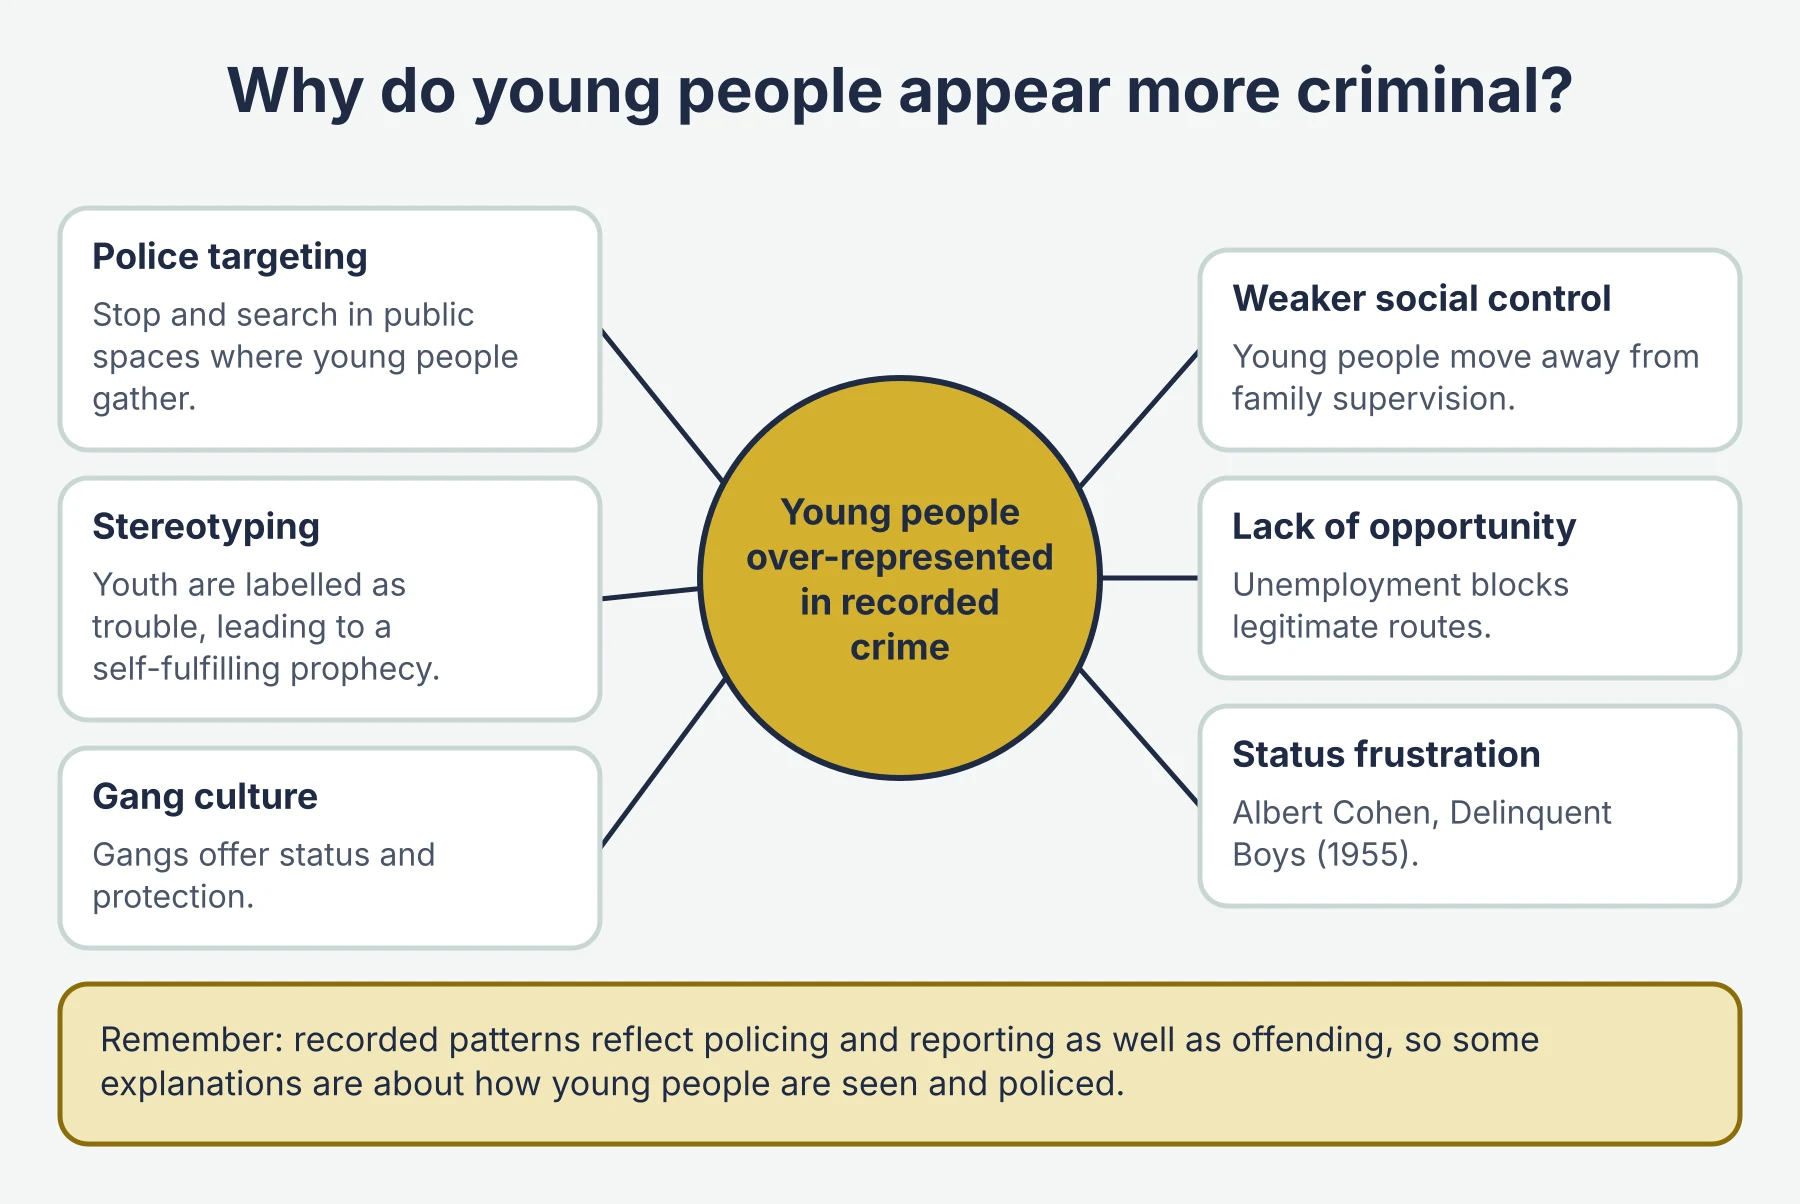 Why do young people appear more criminal?
Police targeting
Stop and search in public
spaces where young people
gather.
Stereotyping
Youth are labelled as
trouble, leading to a
self-fulfilling prophecy.
Gang culture
Gangs offer status and
protection.
Young people
over-represented
in recorded
crime
Weaker social control
Young people move away from
family supervision.
Lack of opportunity
Unemployment blocks
legitimate routes.
Status frustration
Albert Cohen, Delinquent
Boys (1955).
Remember: recorded patterns reflect policing and reporting as well as offending, so some
explanations are about how young people are seen and policed.